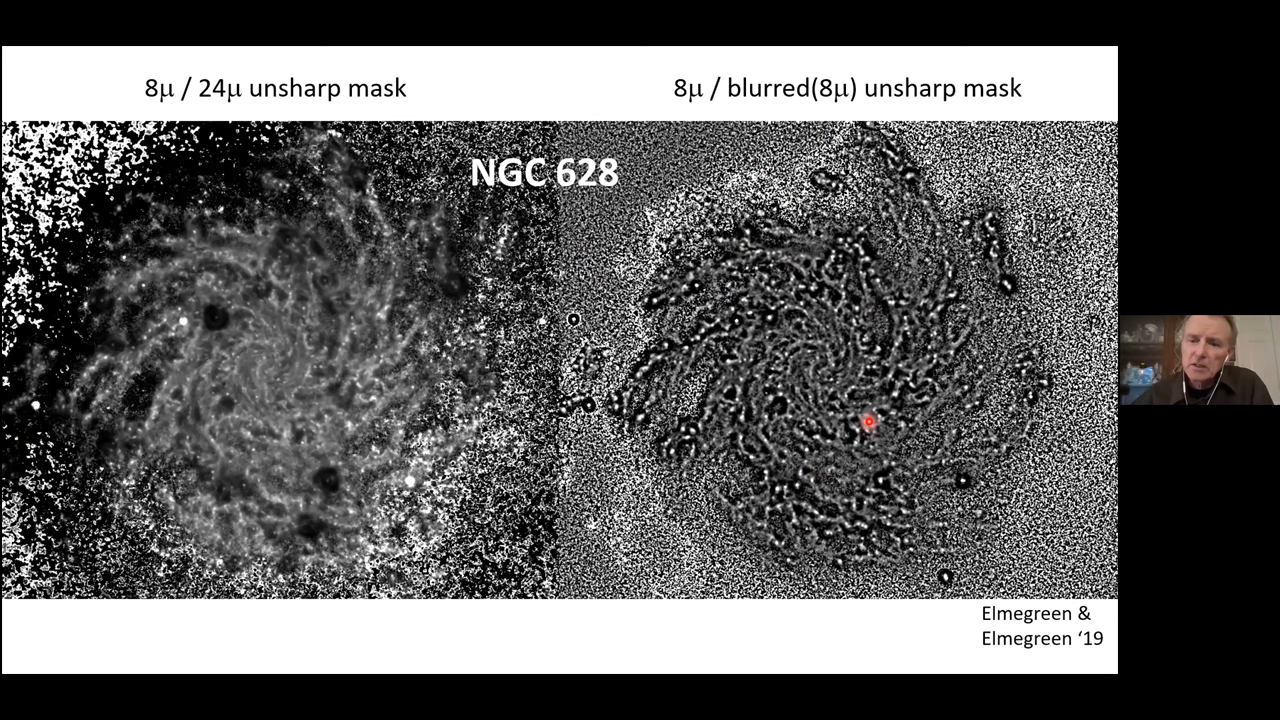 8μ / 24μ unsharp mask
8μ / blurred(8μ) unsharp mask
NGC 628
Elmegreen &
Elmegreen ‘19